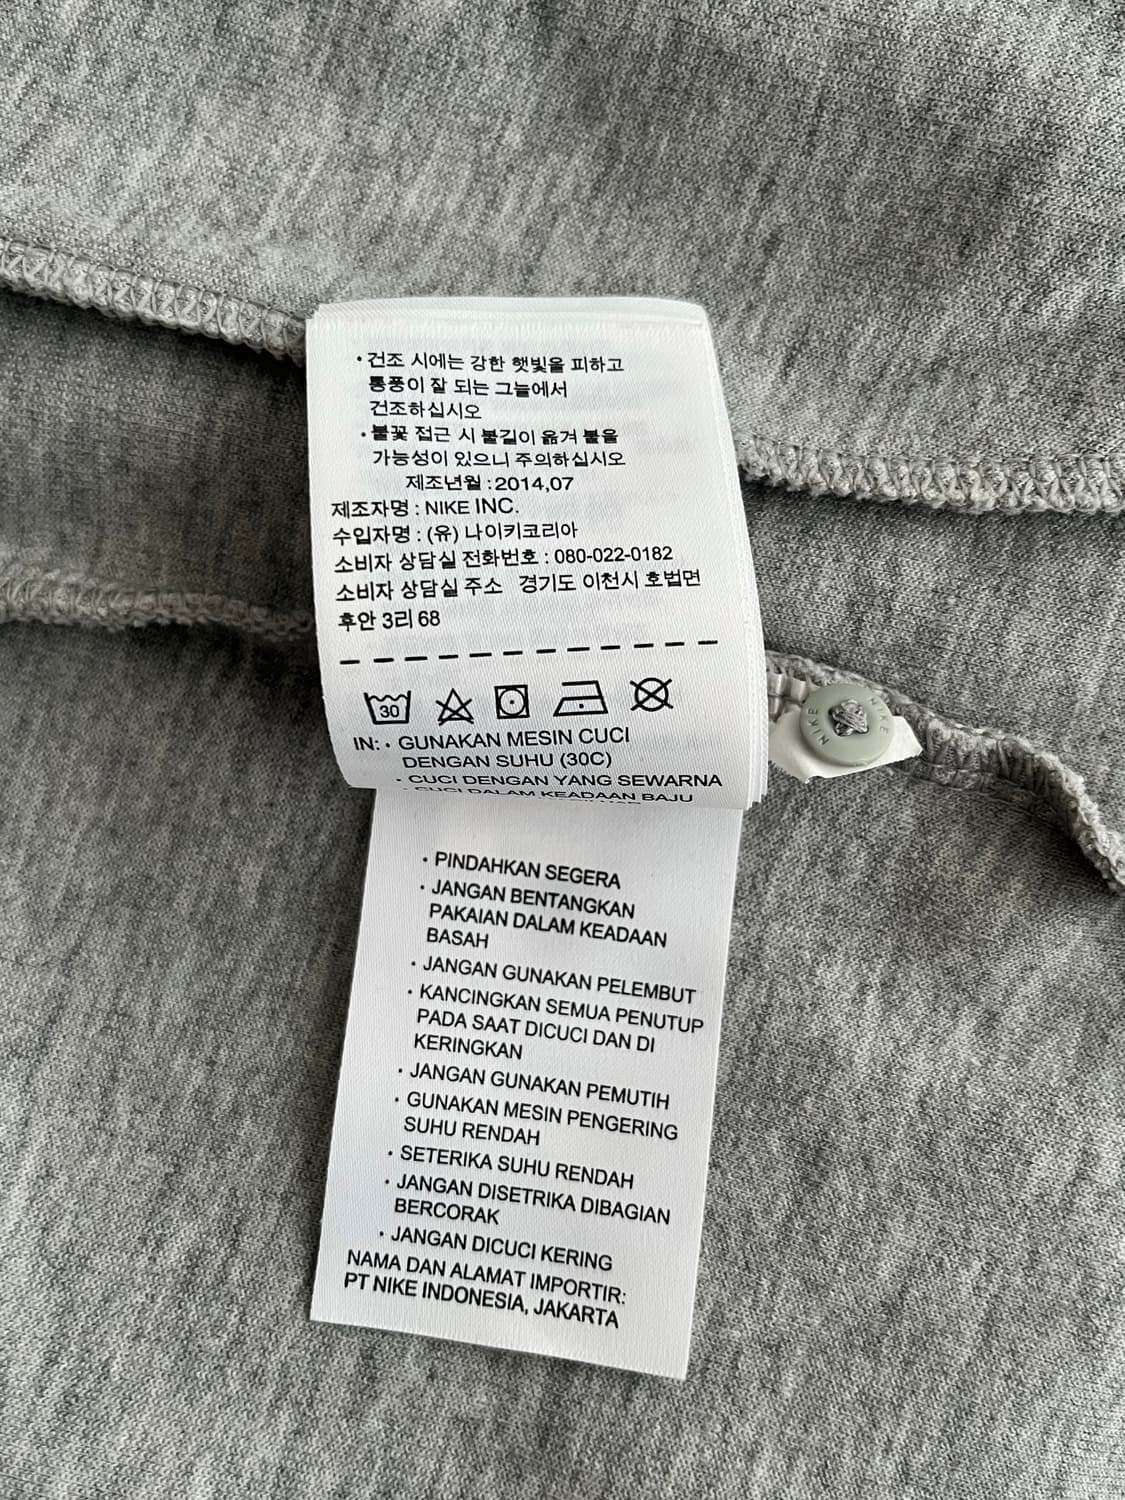 • 건조 시에는 강한 햇빛을 피하고
통풍이 잘 되는 그늘에서
건조하십시오
• 불꽃 접근 시 불길이 옮겨 붙을
가능성이 있으니 주의하십시오
제조년월 : 2014,07
제조자명 : NIKE INC.
수입자명 : (유) 나이키코리아
소비자 상담실 전화번호 : 080-022-0182
소비자 상담실 주소 경기도 이천시 호법면
후안 3리 68
30
IN: • GUNAKAN MESIN CUCI
DENGAN SUHU (30C)
• CUCI DENGAN YANG SEWARNA
• CUCI DALAM KEADAAN BAJU
NIKE NIKE
• PINDAHKAN SEGERA
• JANGAN BENTANGKAN
PAKAIAN DALAM KEADAAN
BASAH
• JANGAN GUNAKAN PELEMBUT
• KANCINGKAN SEMUA PENUTUP
PADA SAAT DICUCI DAN DI
KERINGKAN
• JANGAN GUNAKAN PEMUTIH
• GUNAKAN MESIN PENGERING
SUHU RENDAH
• SETERIKA SUHU RENDAH
• JANGAN DISETRIKA DIBAGIAN
BERCORAK
• JANGAN DICUCI KERING
NAMA DAN ALAMAT IMPORTIR:
PT NIKE INDONESIA, JAKARTA